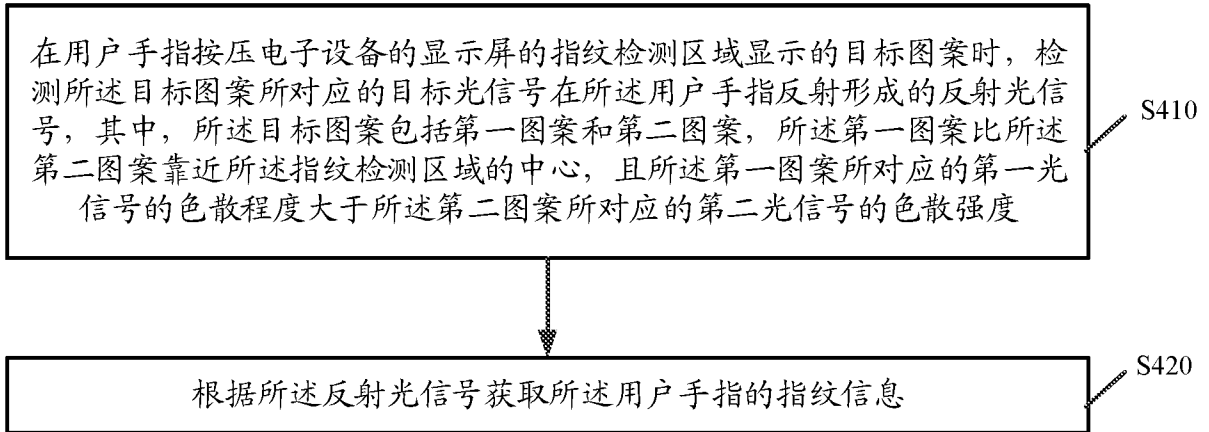 在用户手指按压电子设备的显示屏的指纹检测区域显示的目标图案时，检
测所述目标图案所对应的目标光信号在所述用户手指反射形成的反射光信
号，其中，所述目标图案包括第一图案和第二图案，所述第一图案比所述
第二图案靠近所述指纹检测区域的中心，且所述第一图案所对应的第一光
信号的色散程度大于所述第二图案所对应的第二光信号的色散强度
S410
根据所述反射光信号获取所述用户手指的指纹信息
S420